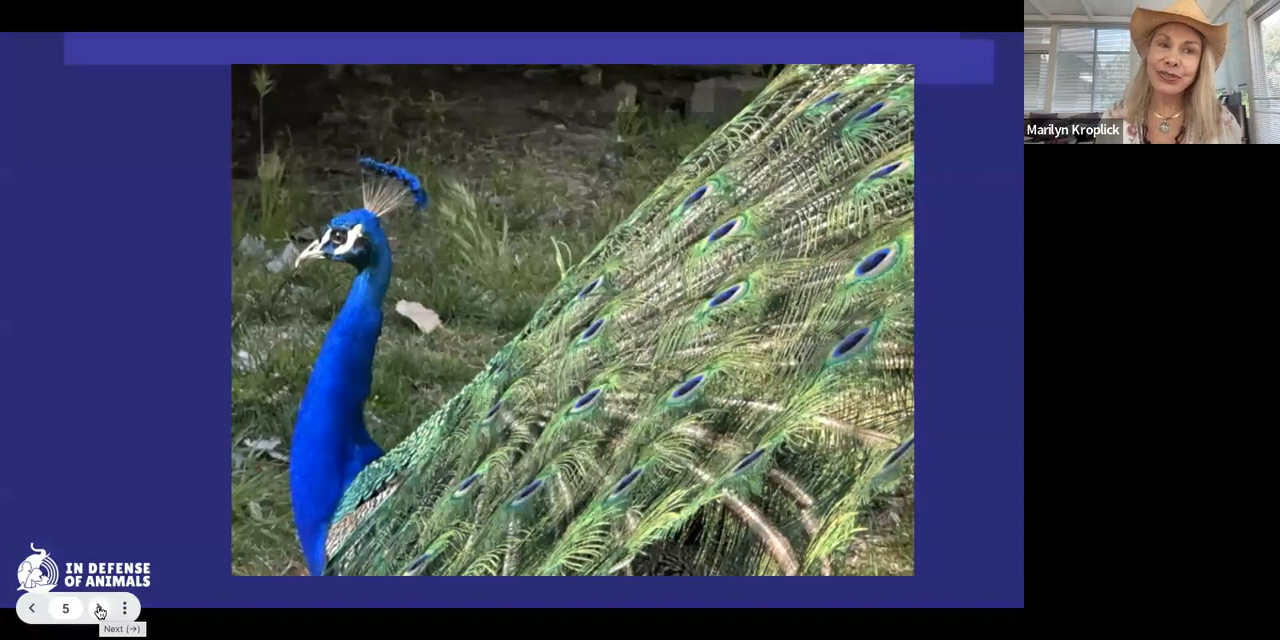 Marilyn Kroplick
IN DEFENSE
OF ANIMALS
5
Next (→)